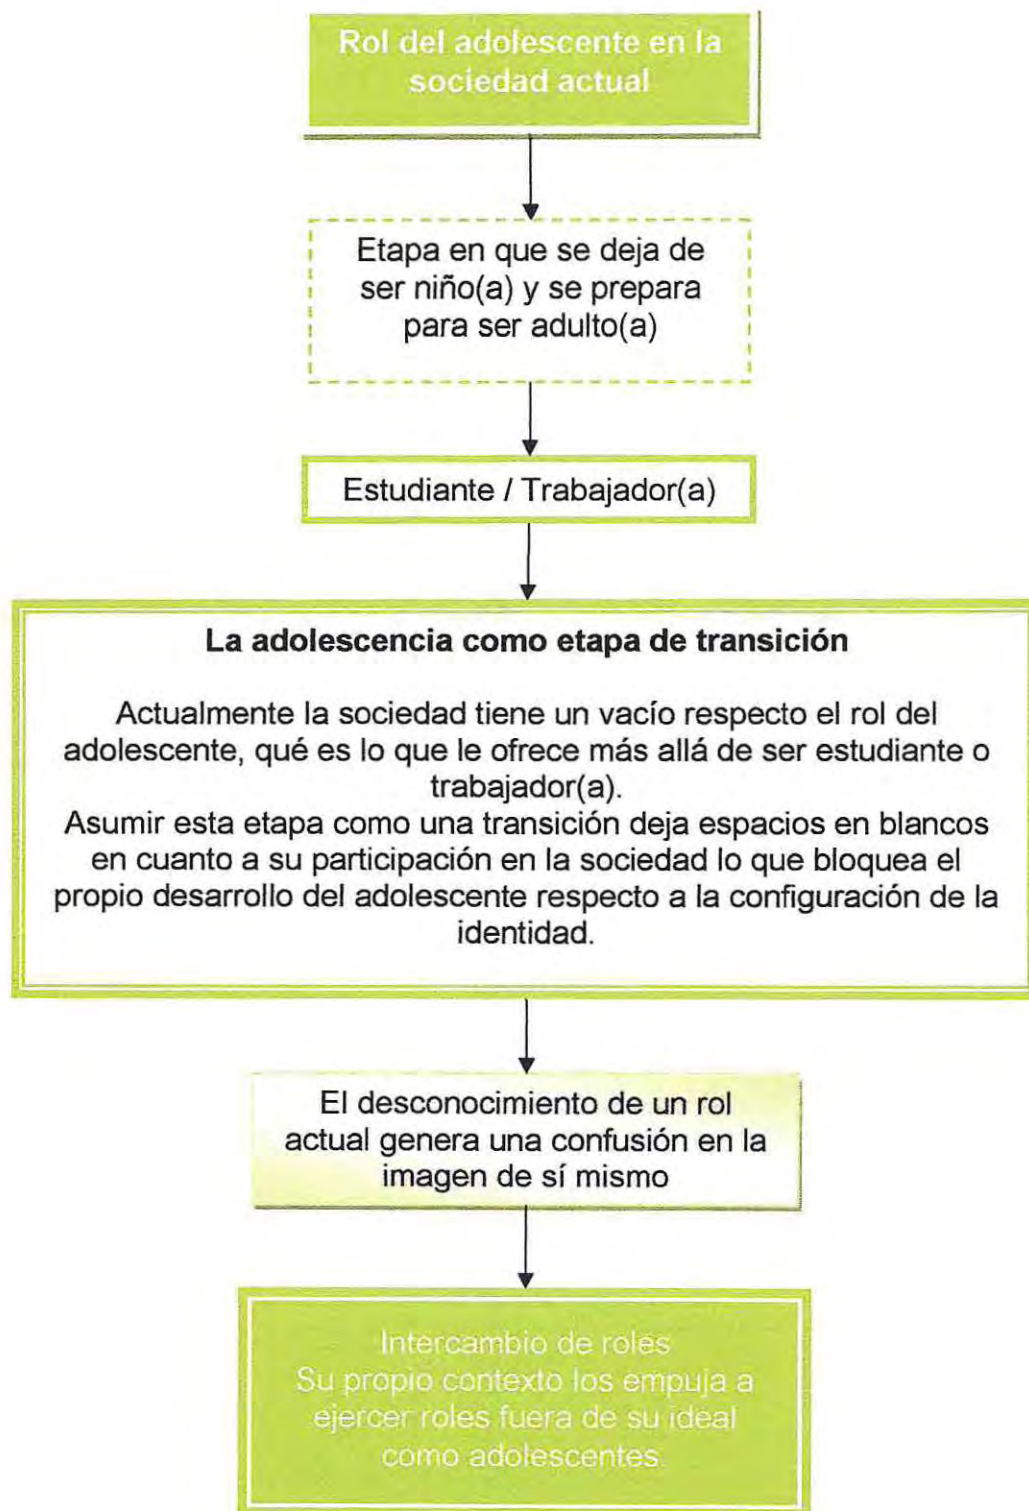 Rol del adolescente en la
sociedad actual
Etapa en que se deja de
ser niño(a) y se prepara
para ser adulto(a)
Estudiante / Trabajador(a)
La adolescencia como etapa de transición
Actualmente la sociedad tiene un vacío respecto el rol del
adolescente, qué es lo que le ofrece más allá de ser estudiante o
trabajador(a).
Asumir esta etapa como una transición deja espacios en blancos
en cuanto a su participación en la sociedad lo que bloquea el
propio desarrollo del adolescente respecto a la configuración de la
identidad.
El desconocimiento de un rol
actual genera una confusión en la
imagen de sí mismo
Intercambio de roles
Su propio contexto los empuja a
ejercer roles fuera de su ideal
como adolescentes.